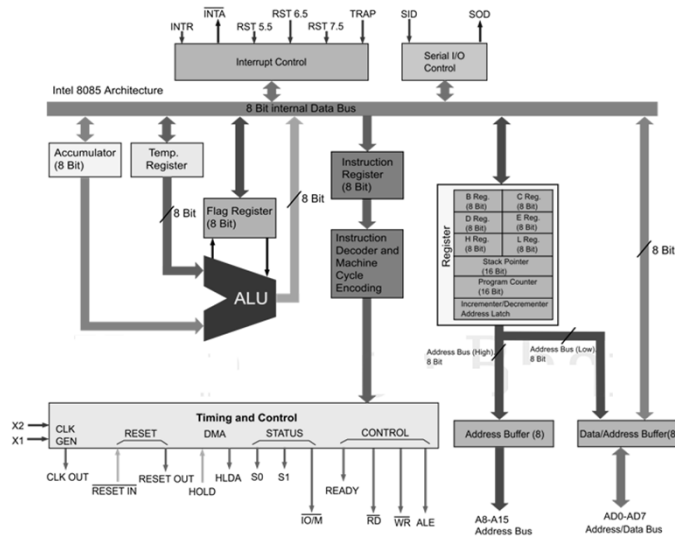 INTR
INTA
RST 5.5
RST 6.5
RST 7.5
TRAP
SID
SOD
Interrupt Control
Serial I/O
Control
Intel 8085 Architecture
8 Bit internal Data Bus
Accumulator
(8 Bit)
Temp.
Register
Instruction
Register
(8 Bit)
8 Bit
8 Bit
Flag Register
(8 Bit)
Instruction
Decoder and
Machine
Cycle
Encoding
ALU
Register
B Reg.
(8 Bit)
C Reg.
(8 Bit)
D Reg.
(8 Bit)
E Reg.
(8 Bit)
H Reg.
(8 Bit)
L Reg.
(8 Bit)
Stack Pointer
(16 Bit)
Program Counter
(16 Bit)
Incrementer/Decrementer
Address Latch
8 Bit
Address Bus (High)
8 Bit
Address Bus (Low)
8 Bit
Timing and Control
X2
X1
CLK
GEN
RESET
DMA
STATUS
CONTROL
CLK OUT
RESET IN
RESET OUT
HOLD
HLDA
S0
S1
IO/M
READY
RD
WR
ALE
Address Buffer (8)
Data/Address Buffer(8
A8-A15
Address Bus
AD0-AD7
Address/Data Bus